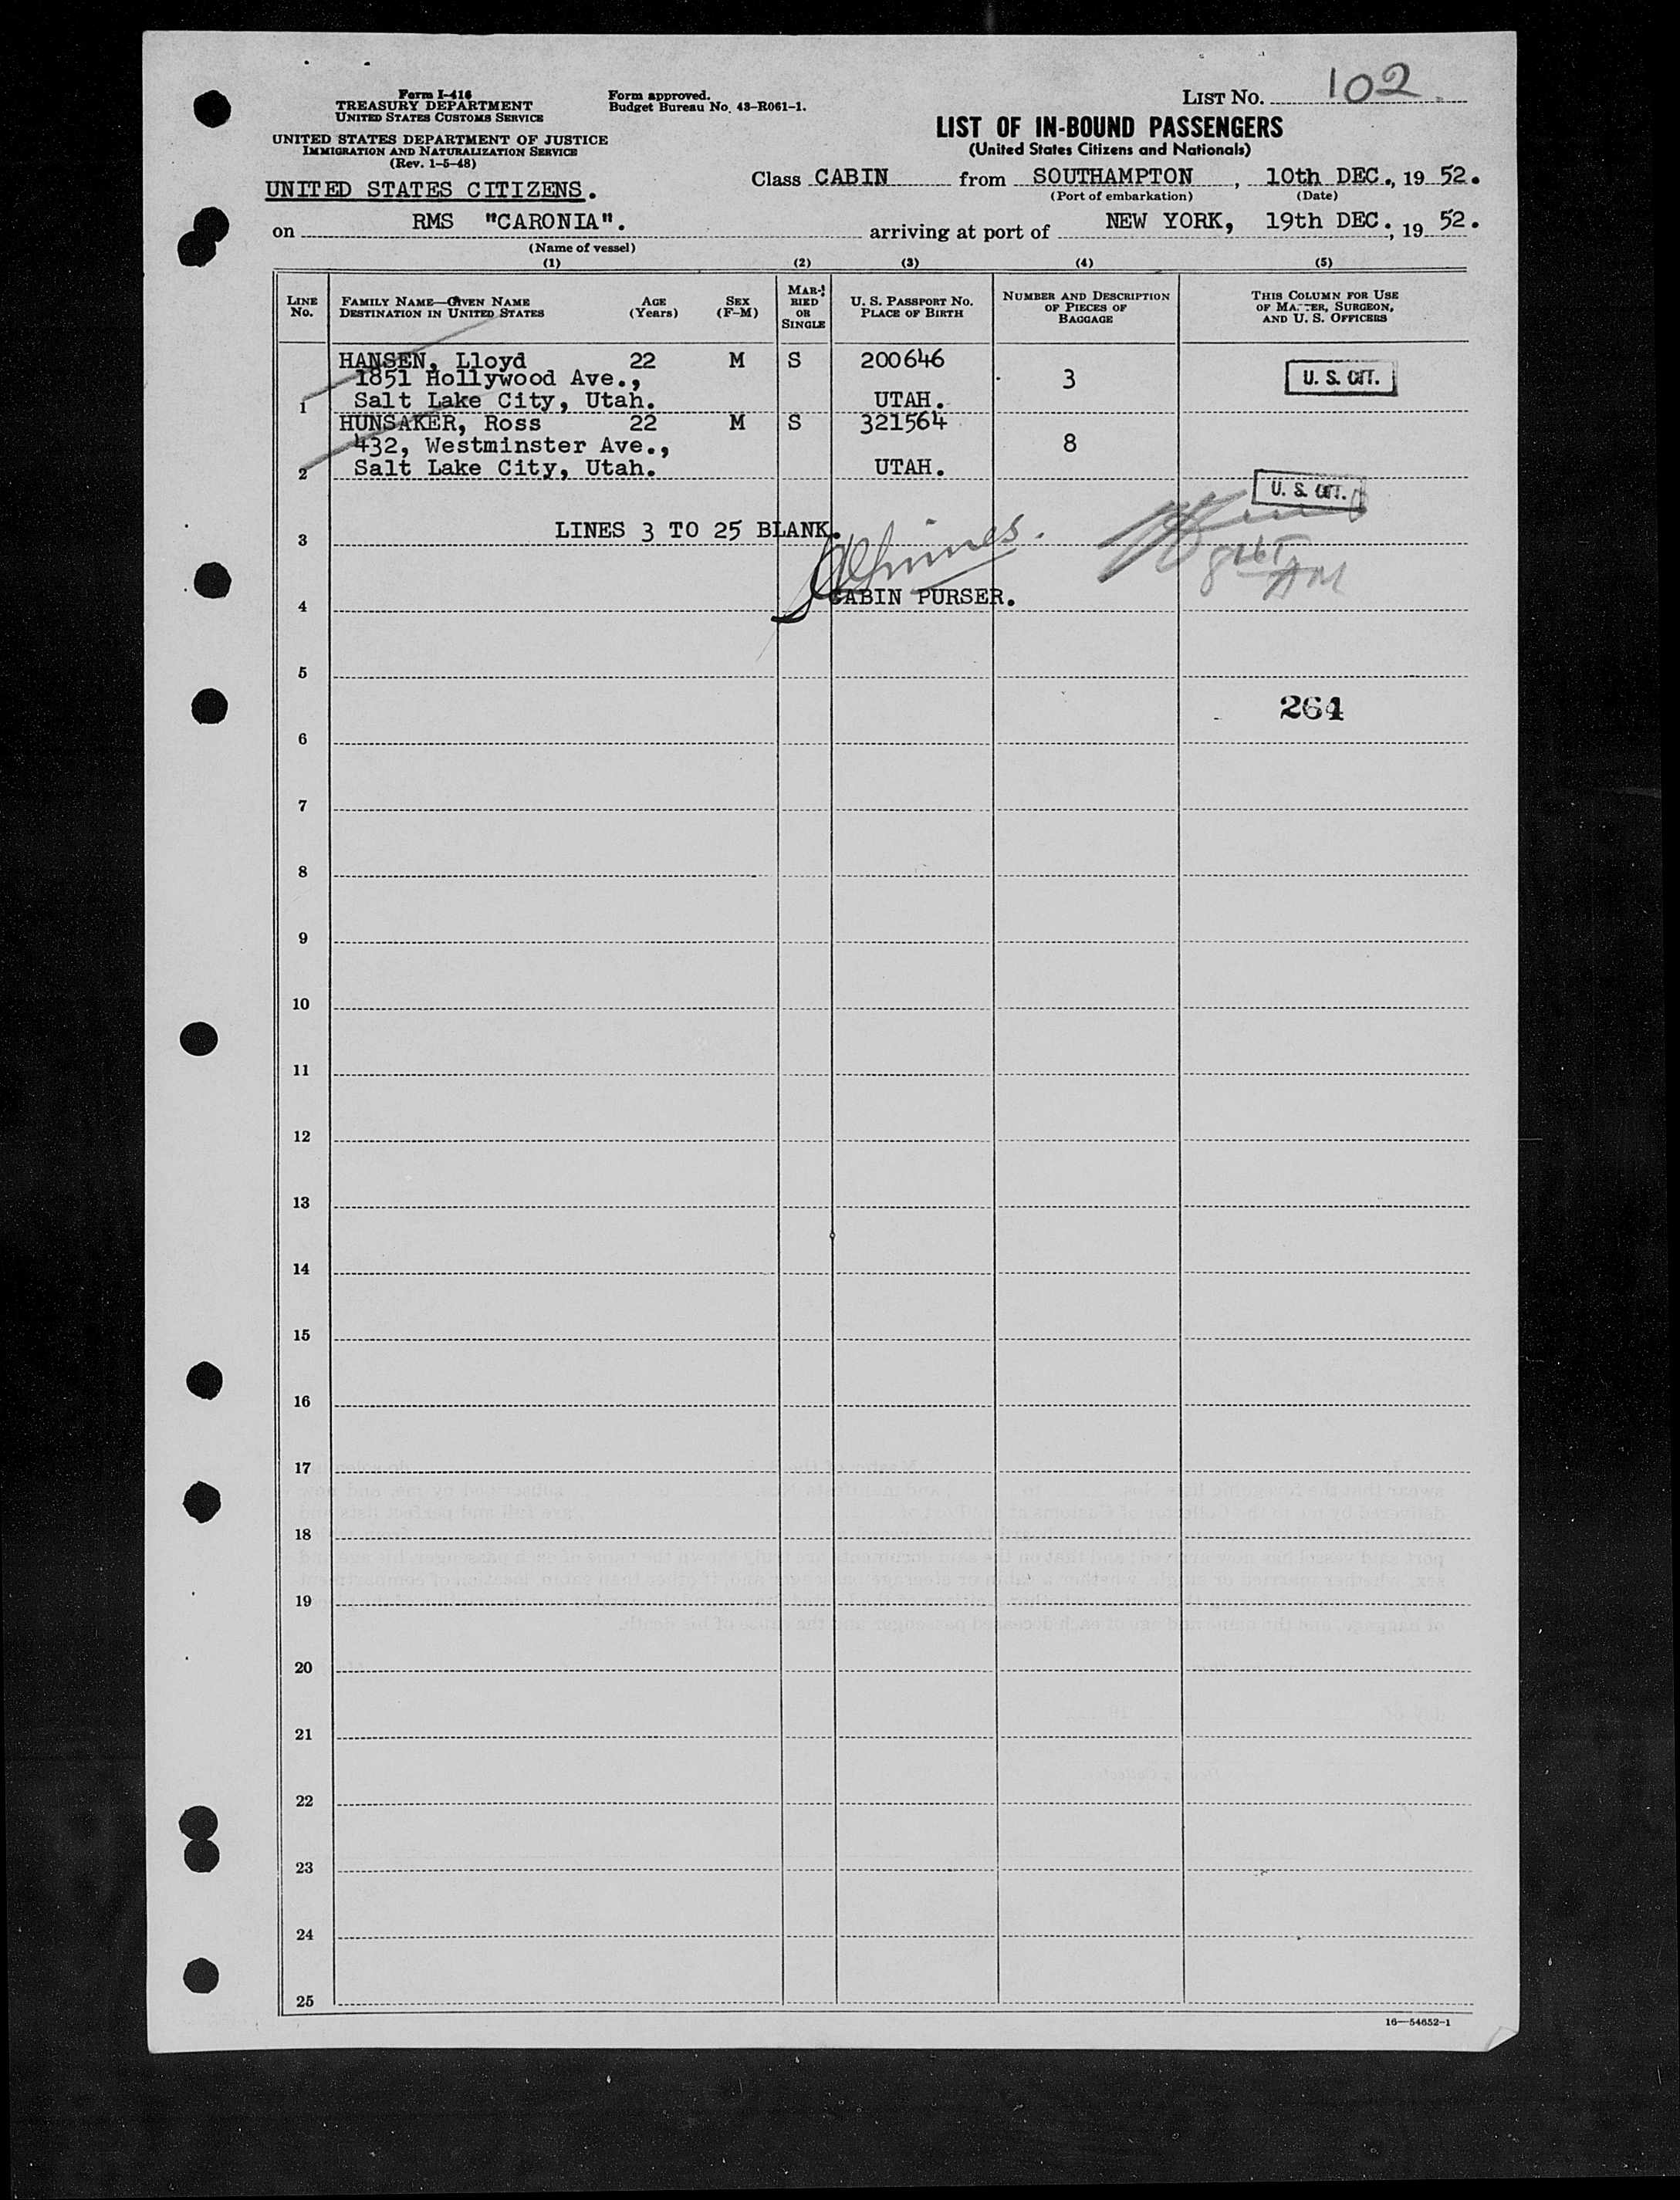 Form I-416
TREASURY DEPARTMENT
UNITED STATES CUSTOMS SERVICE
UNITED STATES DEPARTMENT OF JUSTICE
IMMIGRATION AND NATURALIZATION SERVICE
(Rev. 1-5-48)
Form approved.
Budget Bureau No. 43-R061-1.
LIST No. 102
LIST OF IN-BOUND PASSENGERS
(United States Citizens and Nationals)
UNITED STATES CITIZENS.
Class CABIN from SOUTHAMPTON, 10th DEC., 19 52.
(Port of embarkation) (Date)
on RMS "CARONIA". arriving at port of NEW YORK, 19th DEC., 19 52.
(Name of vessel)
(1) (2) (3) (4) (5)
LINE No. FAMILY NAME—GIVEN NAME DESTINATION IN UNITED STATES AGE (Years) SEX (F-M) MARRIED OR SINGLE U. S. PASSPORT No. PLACE OF BIRTH NUMBER AND DESCRIPTION OF PIECES OF BAGGAGE THIS COLUMN FOR USE OF MASTER, SURGEON, AND U. S. OFFICERS
HANSEN, Lloyd 22 M S 200646
1851 Hollywood Ave., 3 U. S. CIT.
1 Salt Lake City, Utah. UTAH.
HUNSAKER, Ross 22 M S 321564
432, Westminster Ave., 8
2 Salt Lake City, Utah. UTAH.
U. S. CIT.
3 LINES 3 TO 25 BLANK.
4 CABIN PURSER.
5
264
6
7
8
9
10
11
12
13
14
15
16
17
18
19
20
21
22
23
24
25
16—54652-1